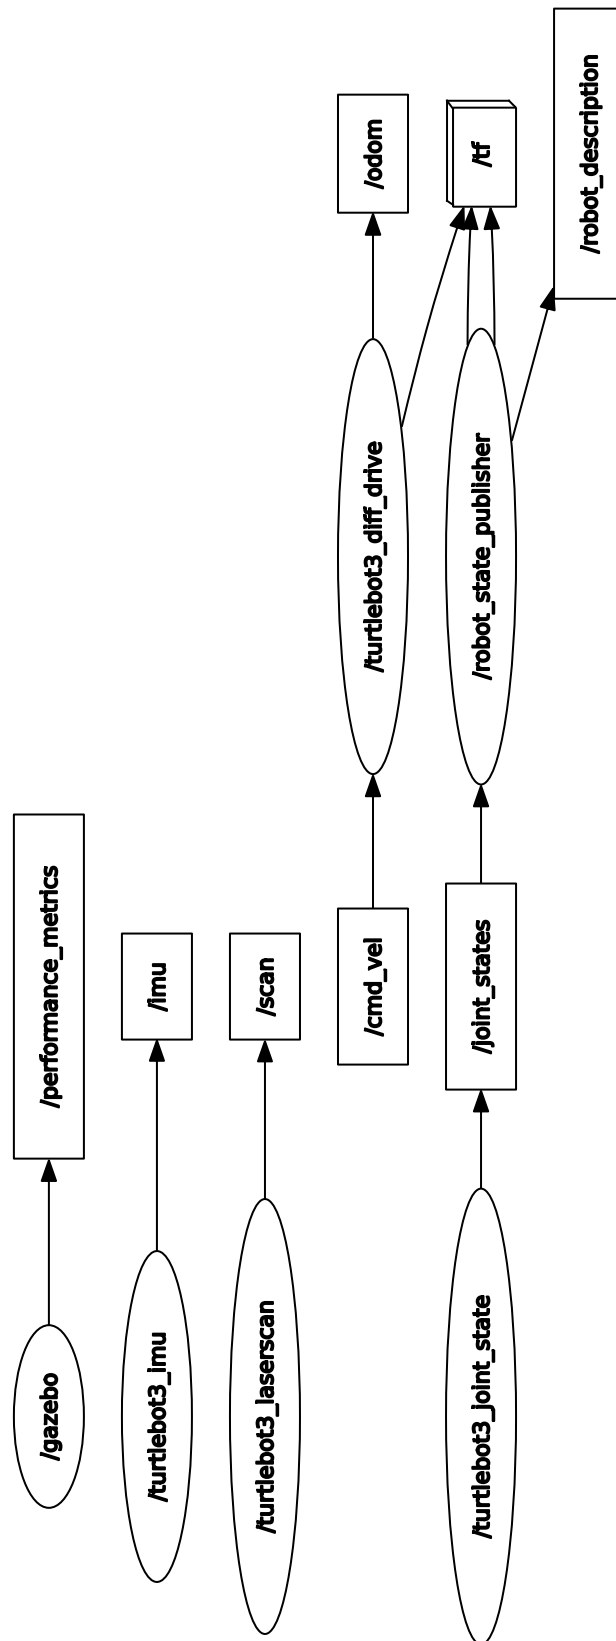 /gazebo
/performance_metrics
/turtlebot3_imu
/imu
/turtlebot3_laserscan
/scan
/cmd_vel
/turtlebot3_diff_drive
/odom
/turtlebot3_joint_state
/joint_states
/robot_state_publisher
/tf
/robot_description